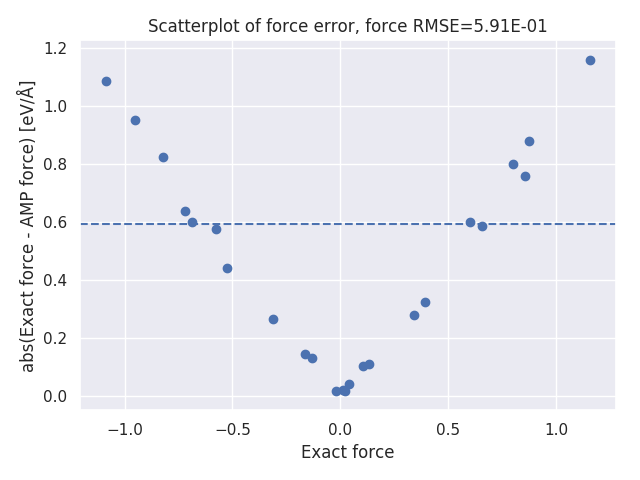 Scatterplot of force error, force RMSE=5.91E-01
1.2
1.0
0.8
0.6
0.4
0.2
0.0
abs(Exact force - AMP force) [eV/Å]
−1.0 −0.5 0.0 0.5 1.0
Exact force